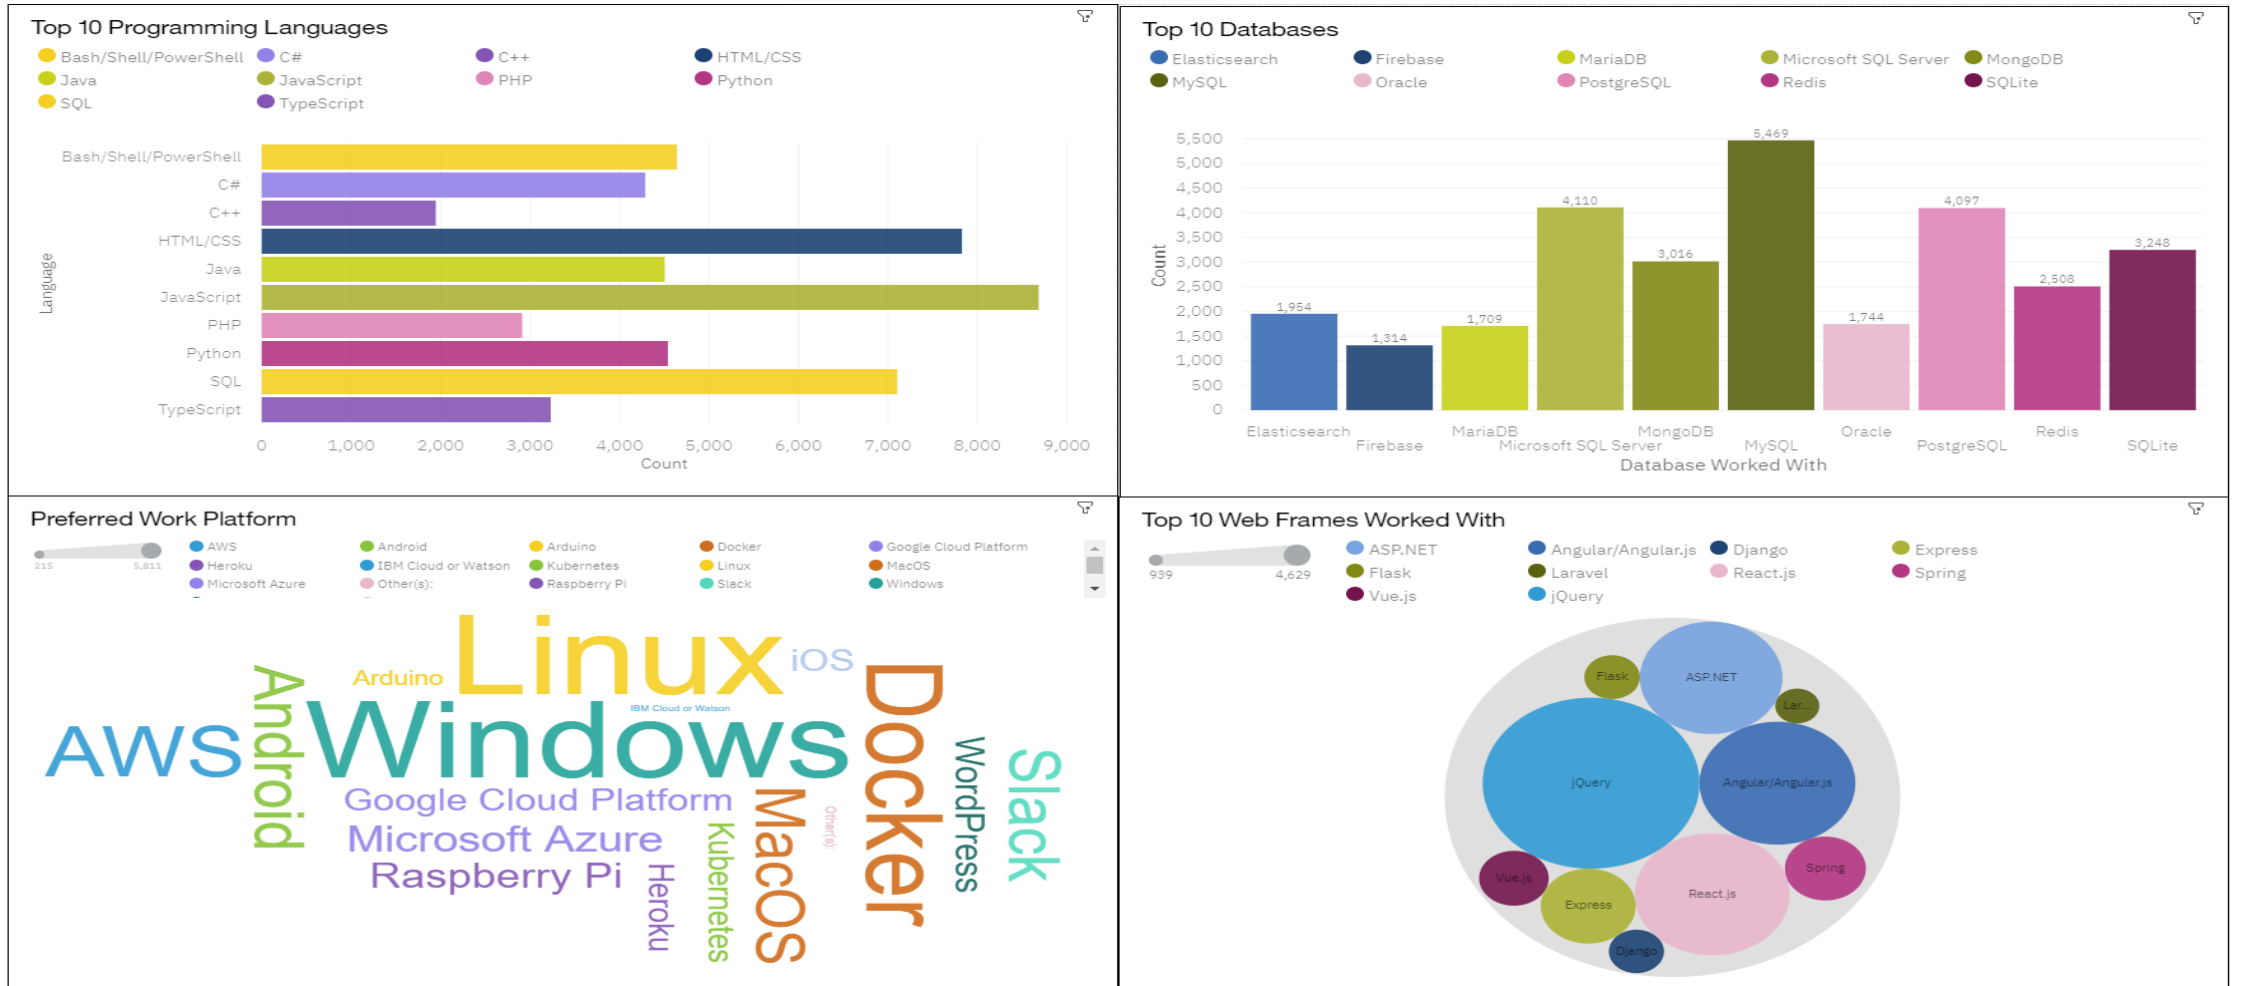 Top 10 Programming Languages
Bash/Shell/PowerShell C# C++ HTML/CSS
Java JavaScript PHP Python
SQL TypeScript
Language
Bash/Shell/PowerShell
C#
C++
HTML/CSS
Java
JavaScript
PHP
Python
SQL
TypeScript
0 1,000 2,000 3,000 4,000 5,000 6,000 7,000 8,000 9,000
Count
Top 10 Databases
Elasticsearch Firebase MariaDB Microsoft SQL Server MongoDB
MySQL Oracle PostgreSQL Redis SQLite
Count
5,500
5,000
4,500
4,000
3,500
3,000
2,500
2,000
1,500
1,000
500
0
1,954 1,314 1,709 4,110 3,016 5,469 1,744 4,097 2,508 3,248
Elasticsearch MariaDB MongoDB Oracle Redis
Firebase Microsoft SQL Server MySQL PostgreSQL SQLite
Database Worked With
Preferred Work Platform
215 5,811
AWS Android Arduino Docker Google Cloud Platform
Heroku IBM Cloud or Watson Kubernetes Linux MacOS
Microsoft Azure Other(s): Raspberry Pi Slack Windows
Linux
iOS
Arduino
Android
Docker
IBM Cloud or Watson
Windows
AWS
WordPress
Slack
Google Cloud Platform
MacOS
Other(s):
Microsoft Azure
Kubernetes
Raspberry Pi
Heroku
Top 10 Web Frames Worked With
939 4,629
ASP.NET Angular/Angular.js Django Express
Flask Laravel React.js Spring
Vue.js jQuery
Flask
ASP.NET
Lar...
jQuery
Angular/Angular.js
Vue.js
Spring
Express
React.js
Django